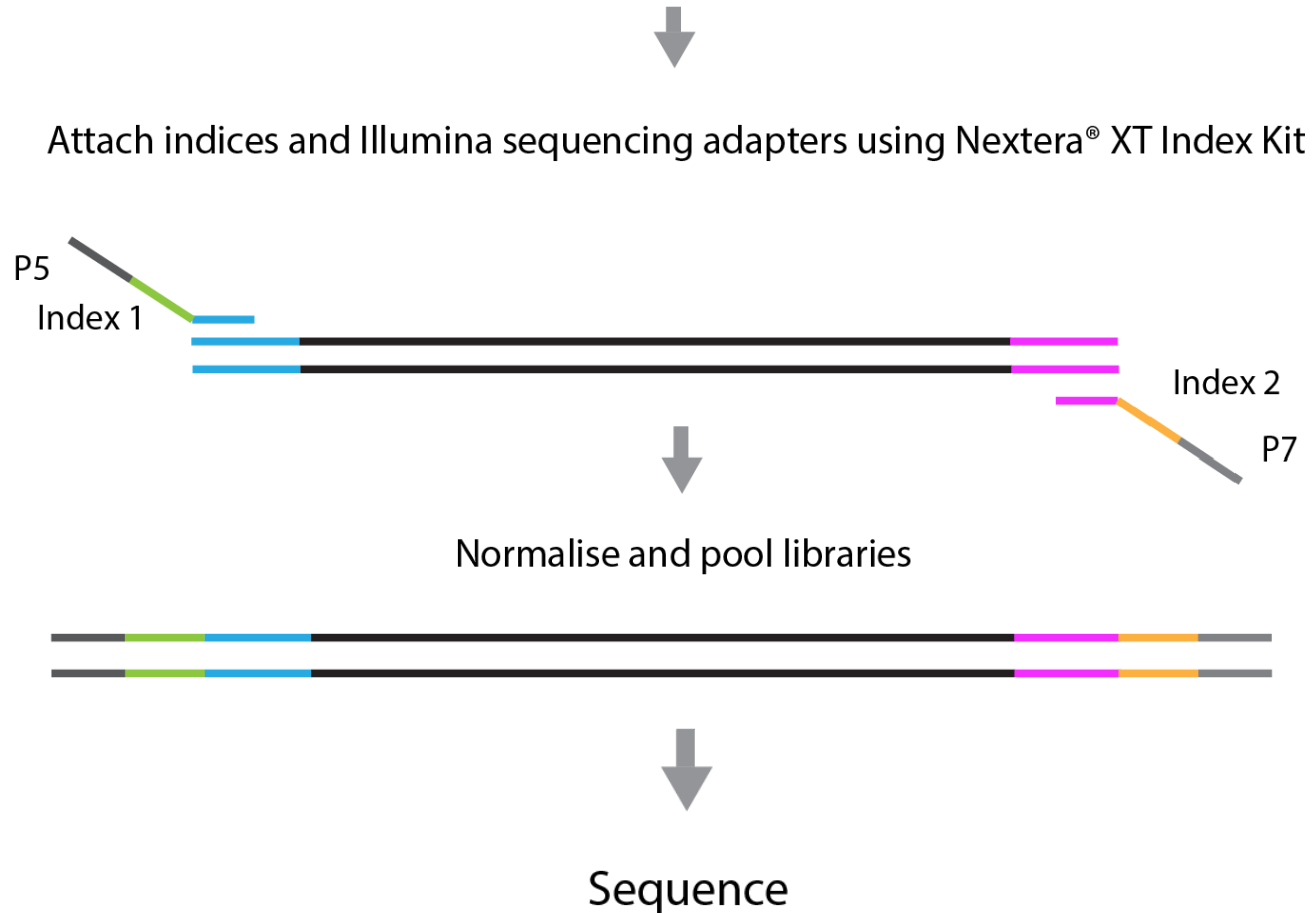 Attach indices and Illumina sequencing adapters using Nextera® XT Index Kit
P5
Index 1
Index 2
P7
Normalise and pool libraries
Sequence